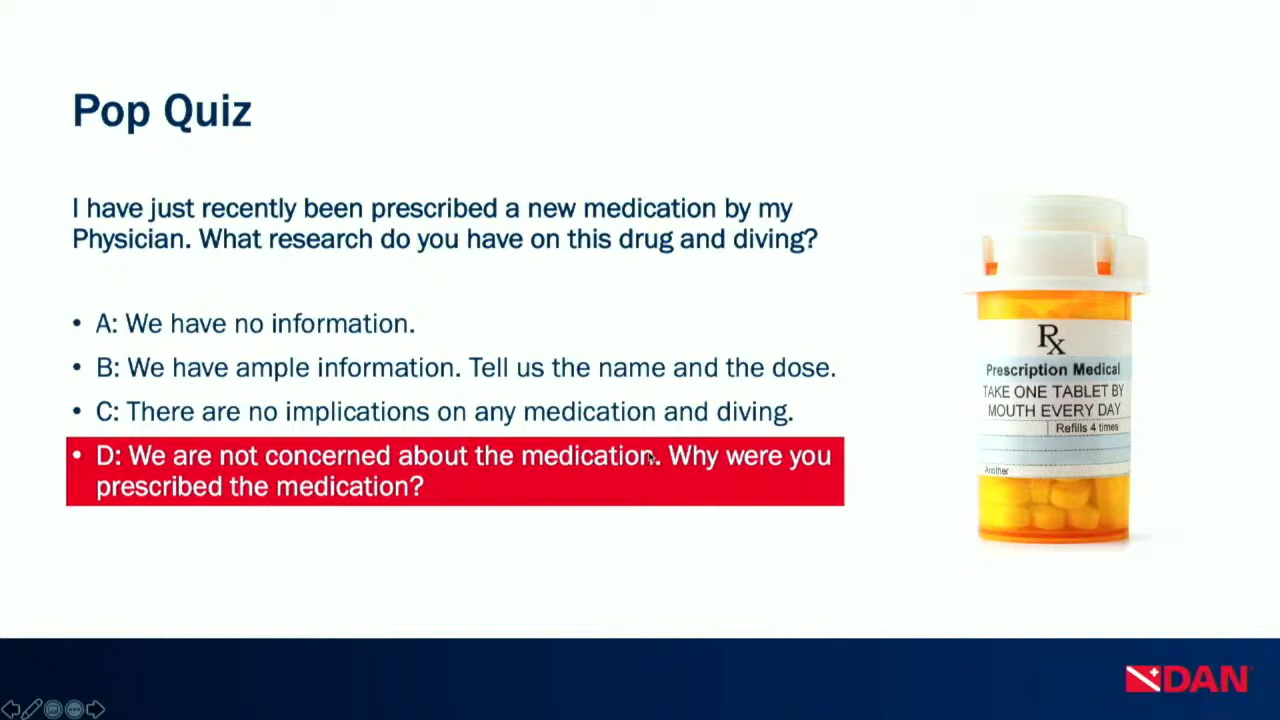 Pop Quiz
I have just recently been prescribed a new medication by my
Physician. What research do you have on this drug and diving?
• A: We have no information.
• B: We have ample information. Tell us the name and the dose.
• C: There are no implications on any medication and diving.
• D: We are not concerned about the medication. Why were you
prescribed the medication?
Rx
Prescription Medical
TAKE ONE TABLET BY
MOUTH EVERY DAY
Refills 4 times
Another
DAN